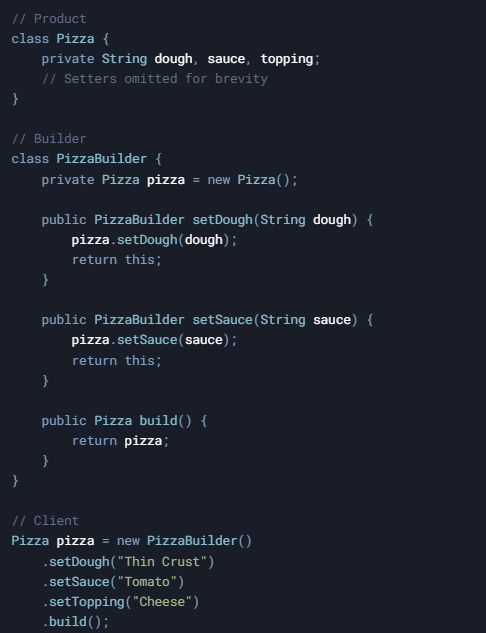 // Product
class Pizza {
    private String dough, sauce, topping;
    // Setters omitted for brevity
}

// Builder
class PizzaBuilder {
    private Pizza pizza = new Pizza();

    public PizzaBuilder setDough(String dough) {
        pizza.setDough(dough);
        return this;
    }

    public PizzaBuilder setSauce(String sauce) {
        pizza.setSauce(sauce);
        return this;
    }

    public Pizza build() {
        return pizza;
    }
}

// Client
Pizza pizza = new PizzaBuilder()
    .setDough("Thin Crust")
    .setSauce("Tomato")
    .setTopping("Cheese")
    .build();